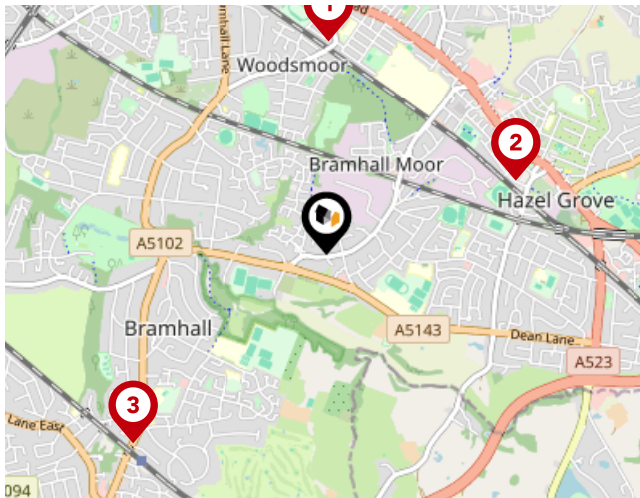 1
Bramhall Lane
Woodsmoor
2
Bramhall Moor
Hazel Grove
A5102
Bramhall
A5143
Dean Lane
A523
3
Lane East
094